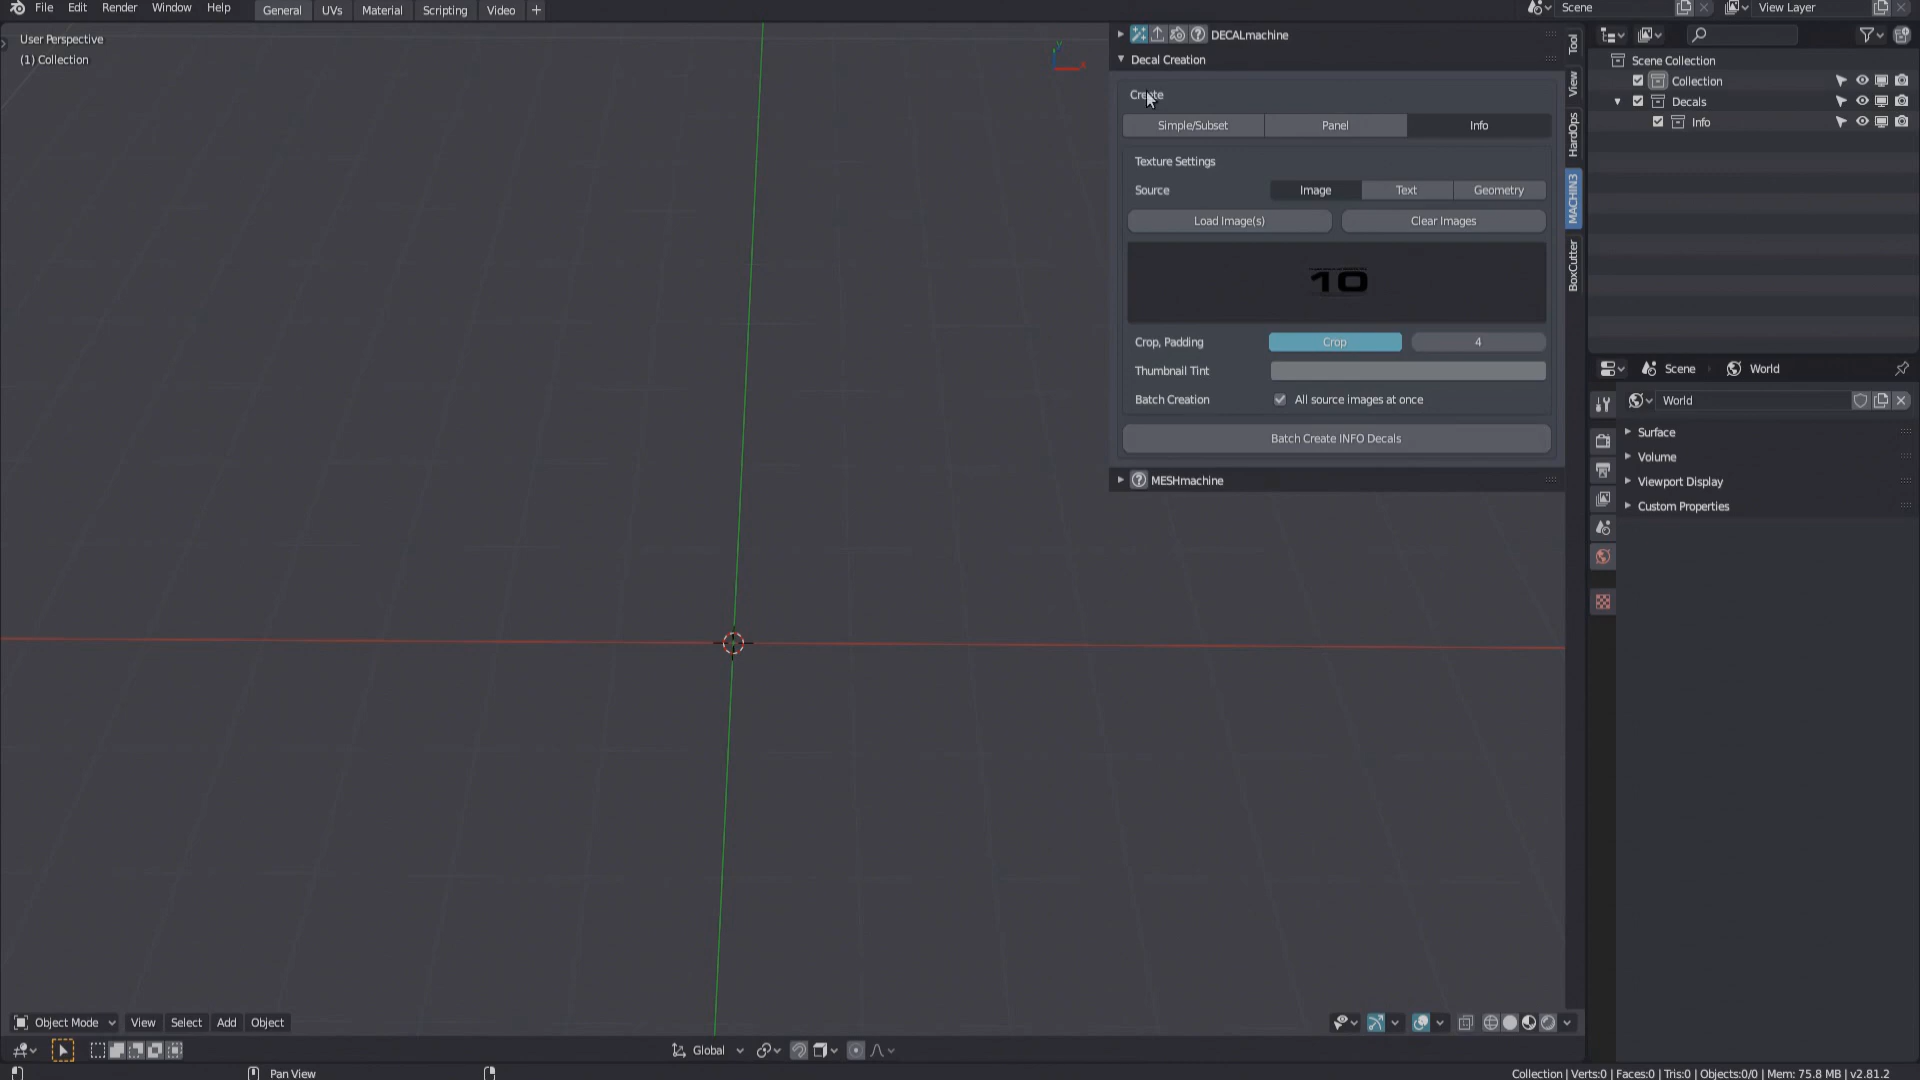 File Edit Render Window Help General UVs Material Scripting Video + Scene View Layer
User Perspective
(1) Collection
Y
X
DECALmachine
Decal Creation
Create
Simple/Subset Panel Info
Texture Settings
Source Image Text Geometry
Load Image(s) Clear Images
10
Crop, Padding Crop 4
Thumbnail Tint
Batch Creation All source images at once
Batch Create INFO Decals
MESHmachine
Tool
View
HardOps
MACHIN3
BoxCutter
Scene Collection
Collection
Decals
Info
Scene World
World
Surface
Volume
Viewport Display
Custom Properties
Object Mode View Select Add Object
Global
Pan View
Collection | Verts:0 | Faces:0 | Tris:0 | Objects:0/0 | Mem: 75.8 MB | v2.81.2